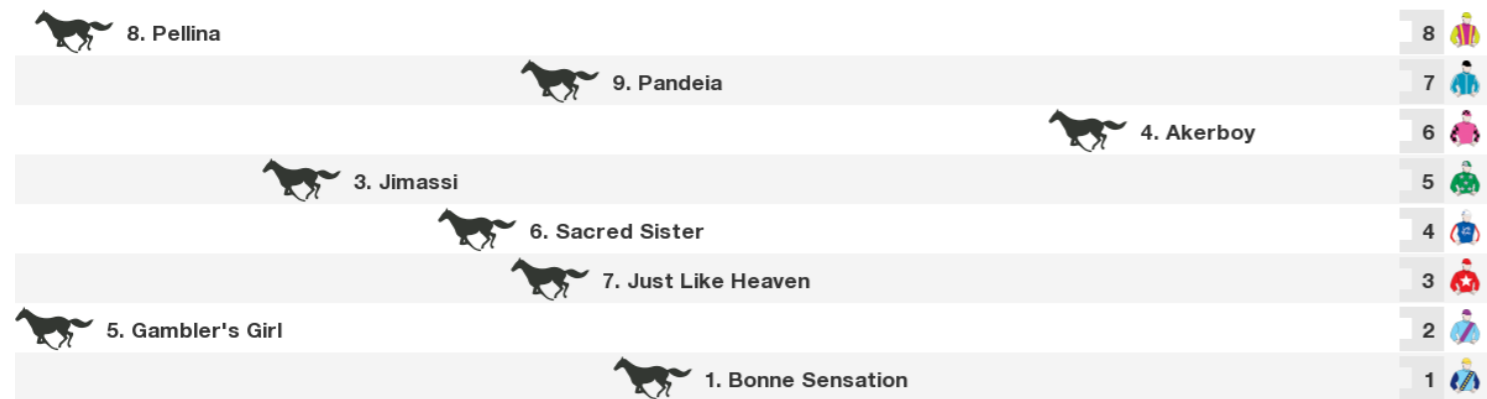 8. Pellina 8
9. Pandeia 7
4. Akerboy 6
3. Jimassi 5
6. Sacred Sister 4
7. Just Like Heaven 3
5. Gambler's Girl 2
1. Bonne Sensation 1